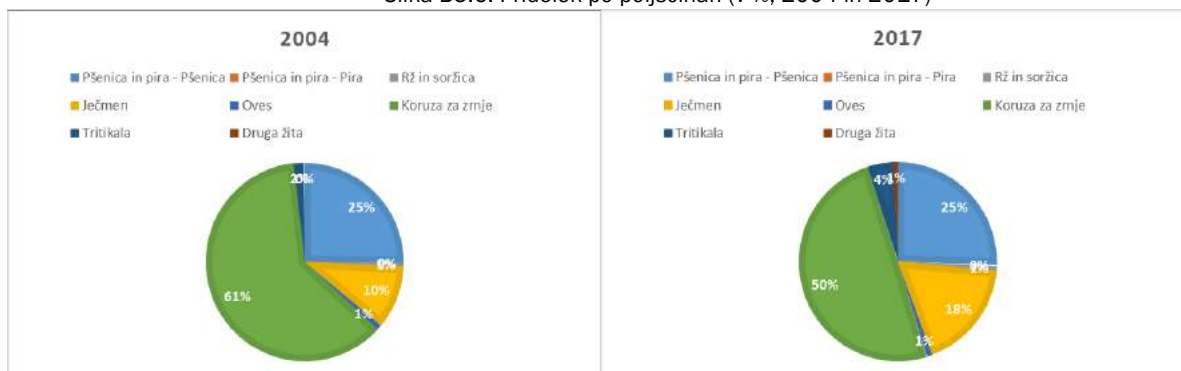 2004
Pšenica in pira - Pšenica Pšenica in pira - Pira Rž in soržica
Ječmen Oves Koruza za zrnje
Tritikala Druga žita
25%
10%
1%
61%
2017
Pšenica in pira - Pšenica Pšenica in pira - Pira Rž in soržica
Ječmen Oves Koruza za zrnje
Tritikala Druga žita
4% 1%
25%
18%
1%
50%